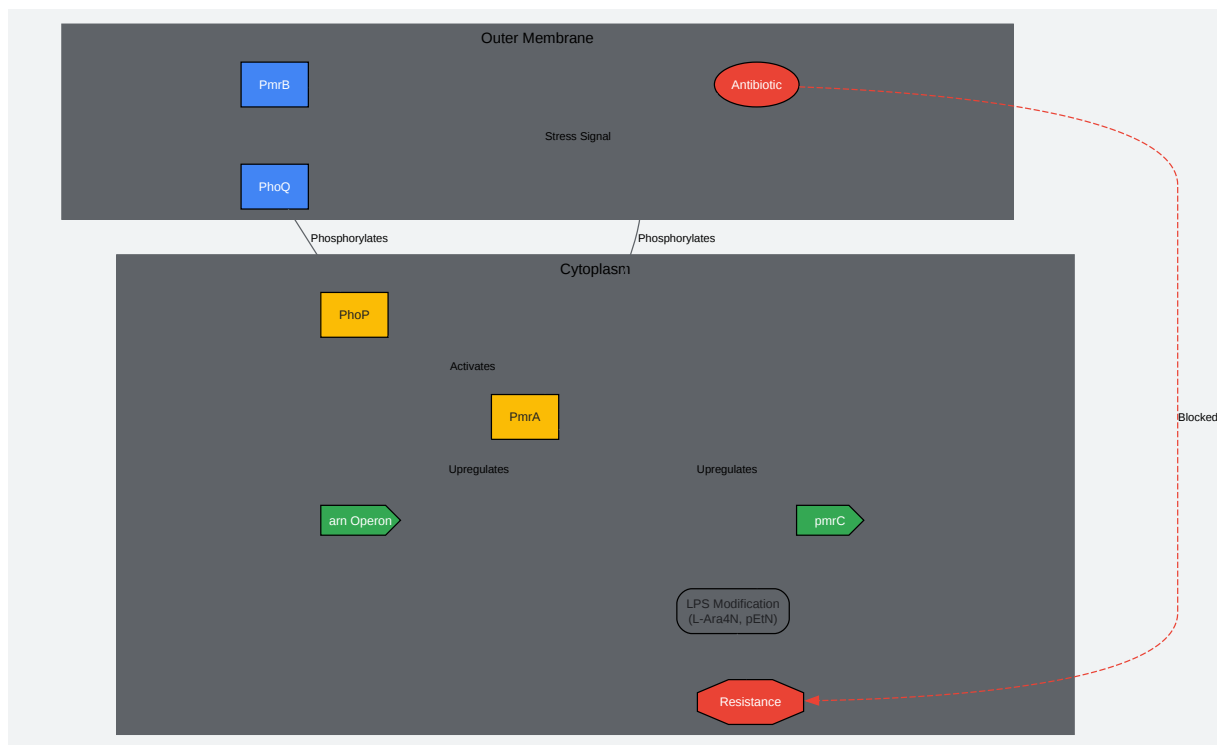 Outer Membrane
PmrB
Antibiotic
Stress Signal
PhoQ
Phosphorylates
Phosphorylates
Cytoplasm
PhoP
Activates
PmrA
Blocked
Upregulates
Upregulates
arn Operon
pmrC
LPS Modification
(L-Ara4N, pEtN)
Resistance